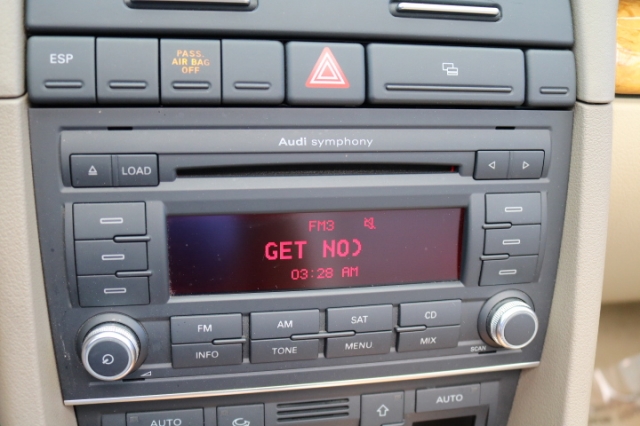 ESP
PASS.
AIR BAG
OFF
Audi symphony
LOAD
FM3
GET NO)
03:28 AM
FM AM SAT CD
INFO TONE MENU MIX
SCAN
AUTO
AUTO